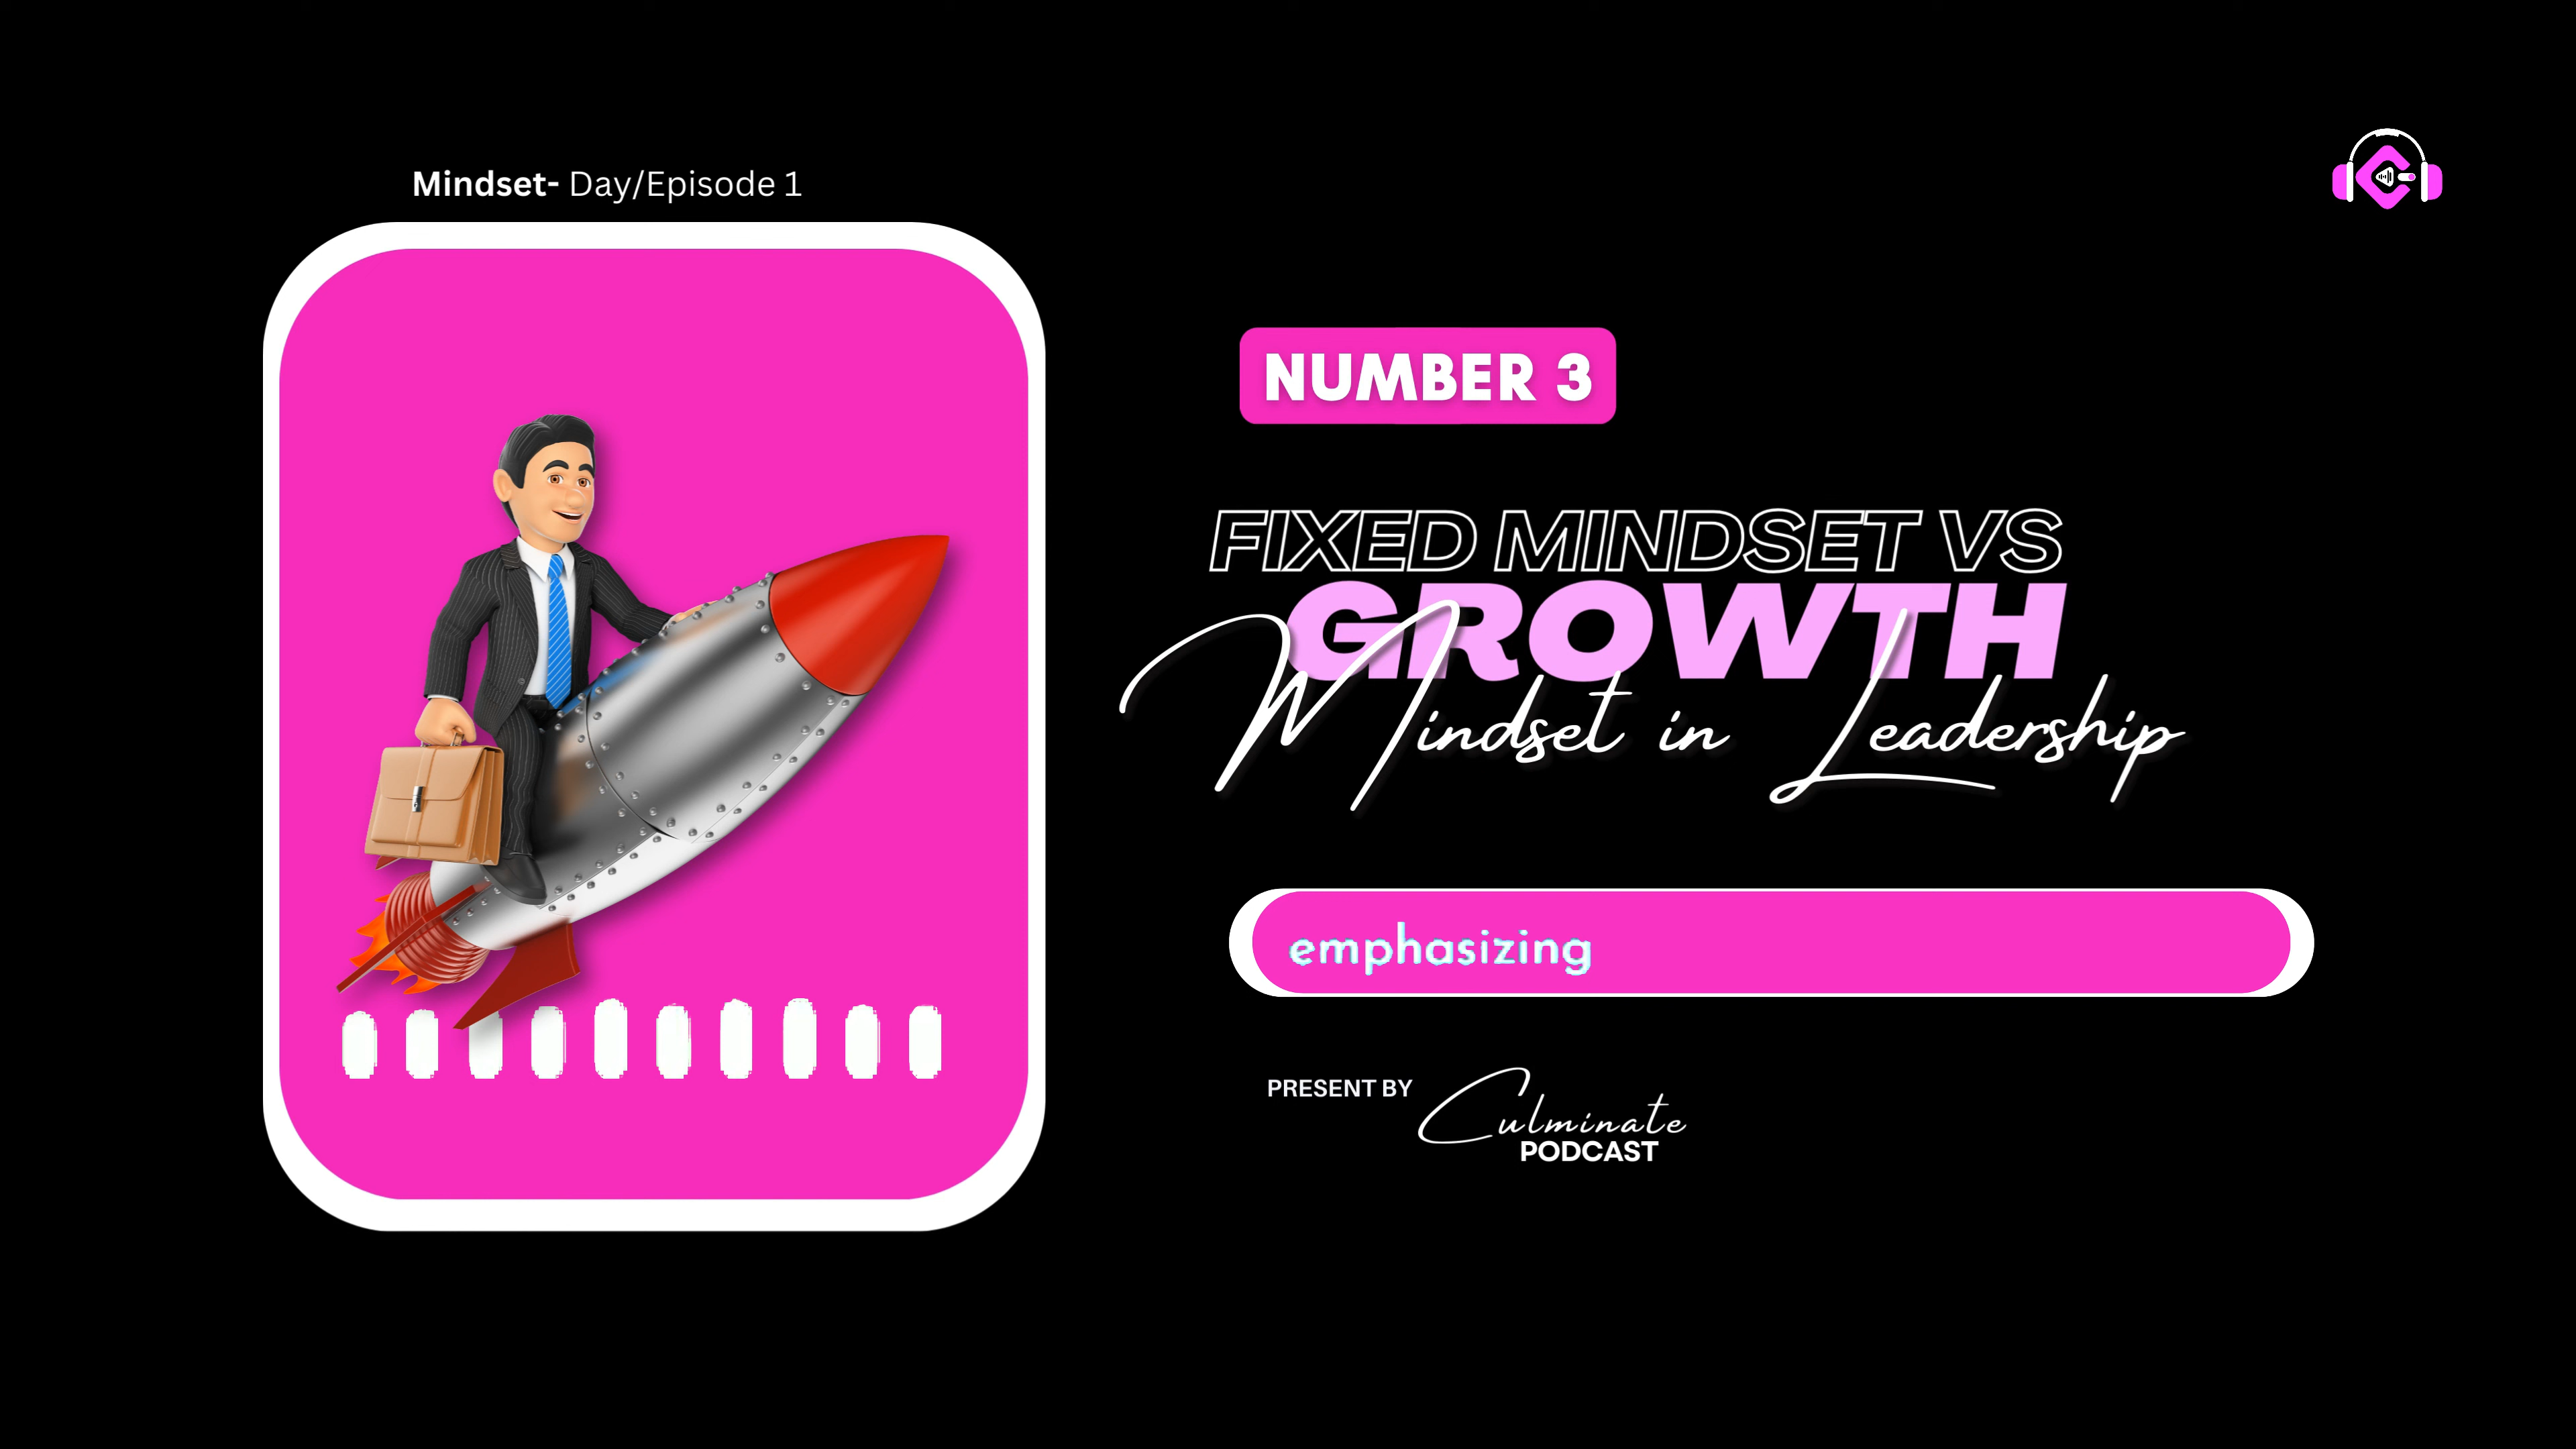 Mindset- Day/Episode 1
NUMBER 3
FIXED MINDSET VS
GROWTH
Mindset in Leadership
emphasizing
PRESENT BY
Culminate
PODCAST